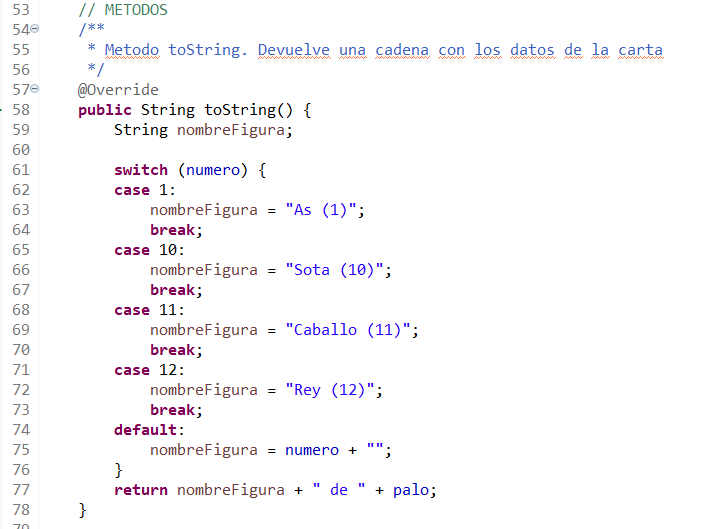 53 // METODOS
54 /**
55 * Metodo toString. Devuelve una cadena con los datos de la carta
56 */
57 @Override
58 public String toString() {
59 String nombreFigura;
60
61 switch (numero) {
62 case 1:
63 nombreFigura = "As (1)";
64 break;
65 case 10:
66 nombreFigura = "Sota (10)";
67 break;
68 case 11:
69 nombreFigura = "Caballo (11)";
70 break;
71 case 12:
72 nombreFigura = "Rey (12)";
73 break;
74 default:
75 nombreFigura = numero + "";
76 }
77 return nombreFigura + " de " + palo;
78 }
79